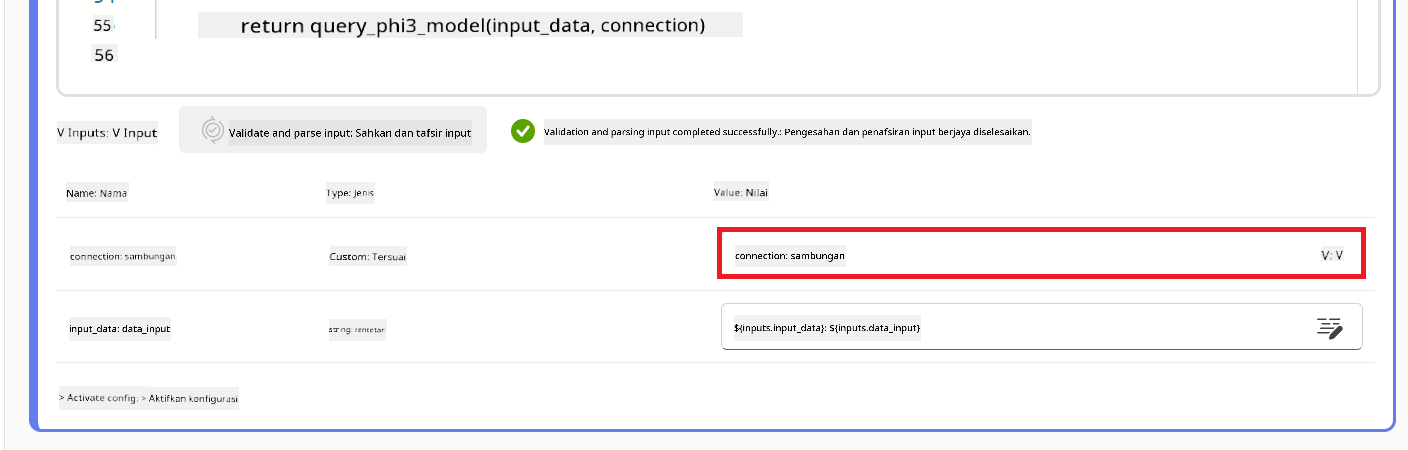 55
return query_phi3_model(input_data, connection)
56
V Inputs: V Input
Validate and parse input: Sahkan dan tafsir input
Validation and parsing input completed successfully.: Pengesahan dan penafsiran input berjaya diselesaikan.
Name: Nama
Type: Jenis
Value: Nilai
connection: sambungan
Custom: Tersuai
connection: sambungan
V: V
input_data: data_input
string: rentetan
${inputs.input_data}: ${inputs.data_input}
> Activate config: > Aktifkan konfigurasi